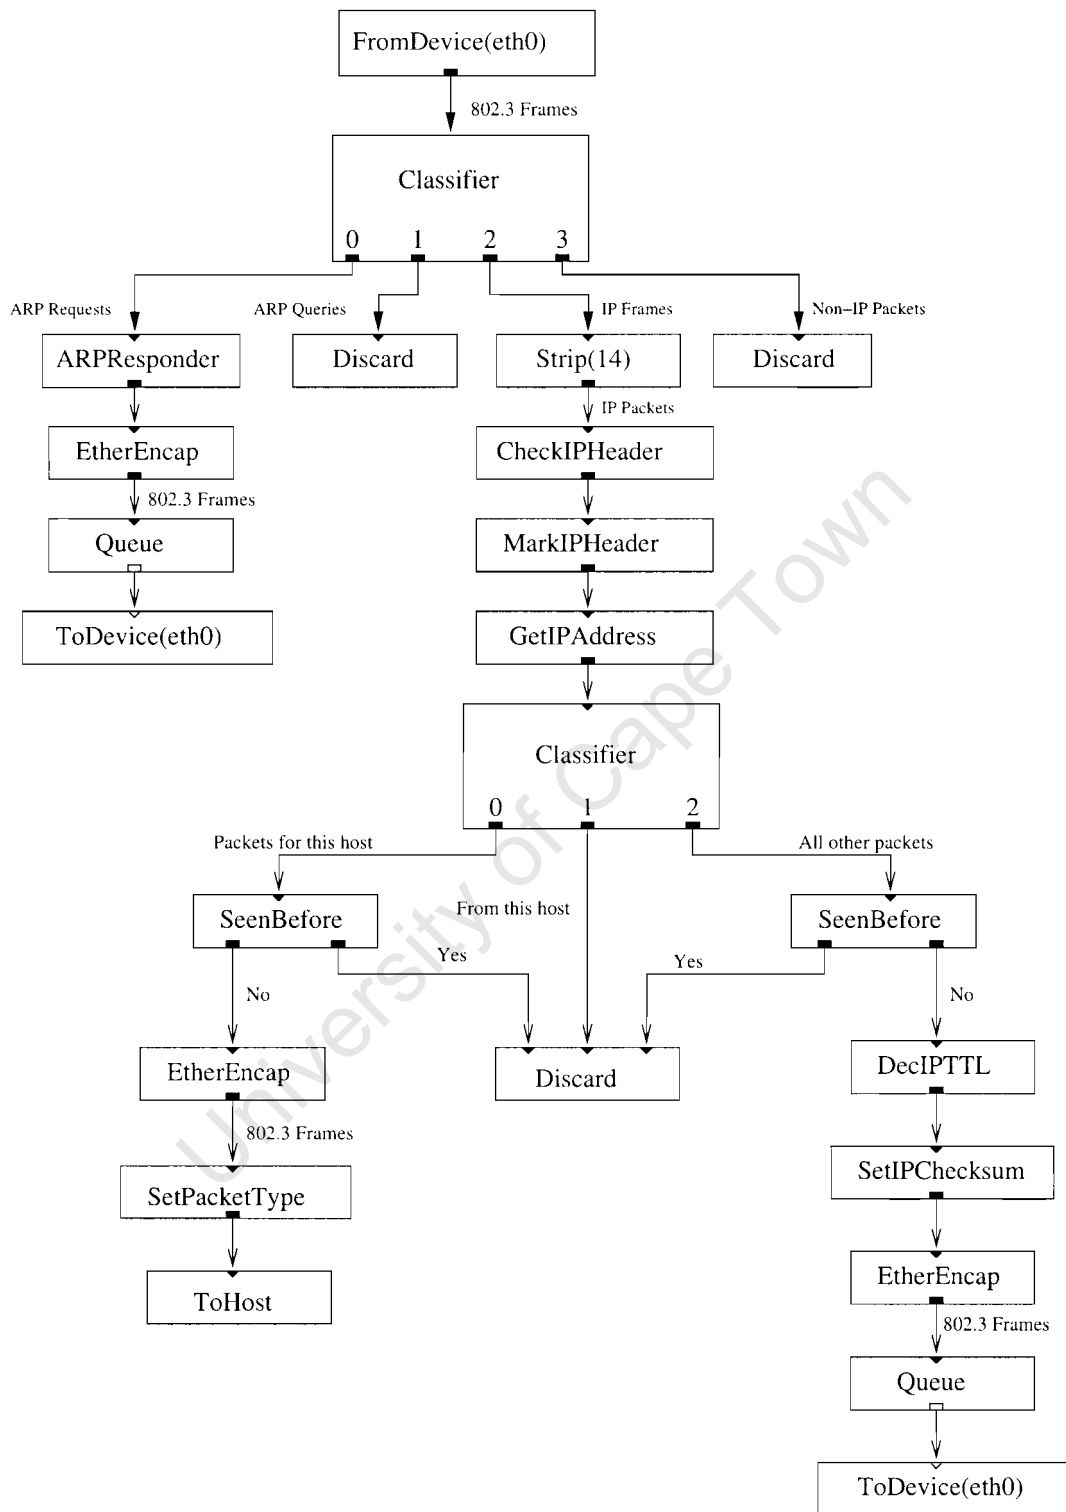 FromDevice(eth0)
802.3 Frames
Classifier
0 1 2 3
ARP Requests
ARP Queries
IP Frames
Non-IP Packets
ARPResponder
Discard
Strip(14)
Discard
IP Packets
EtherEncap
CheckIPHeader
802.3 Frames
Queue
MarkIPHeader
ToDevice(eth0)
GetIPAddress
Classifier
0 1 2
Packets for this host
All other packets
From this host
SeenBefore
SeenBefore
Yes
Yes
No
No
EtherEncap
Discard
DecIPTTL
802.3 Frames
SetPacketType
SetIPChecksum
ToHost
EtherEncap
802.3 Frames
Queue
ToDevice(eth0)
University of Cape Town